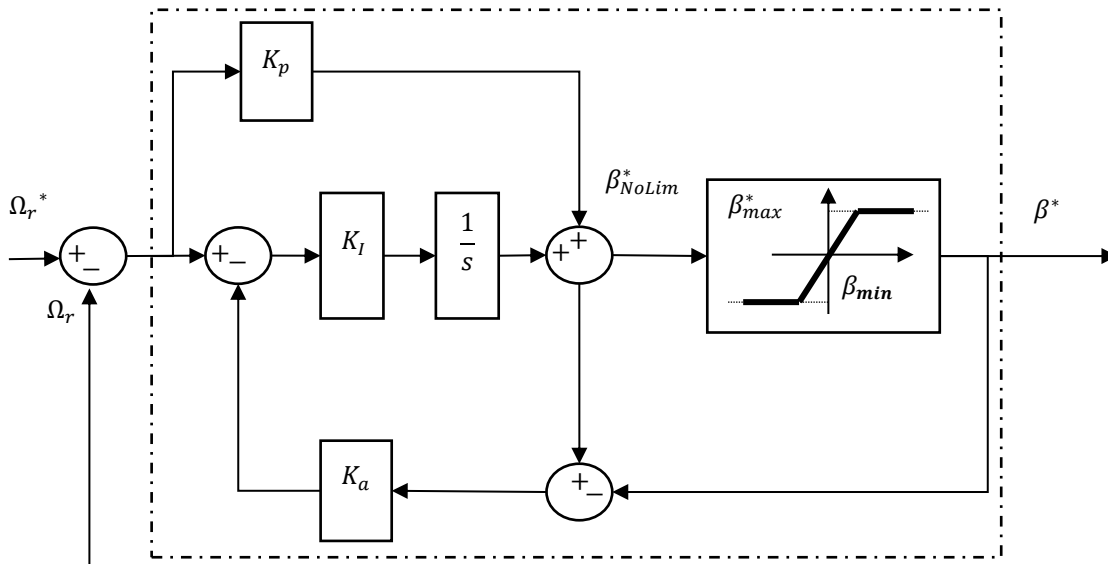 K_p
Ω_r*
+
−
Ω_r
+
−
K_I
1/s
+
+
β*_NoLim
β*_max
β_min
β*
K_a
+
−